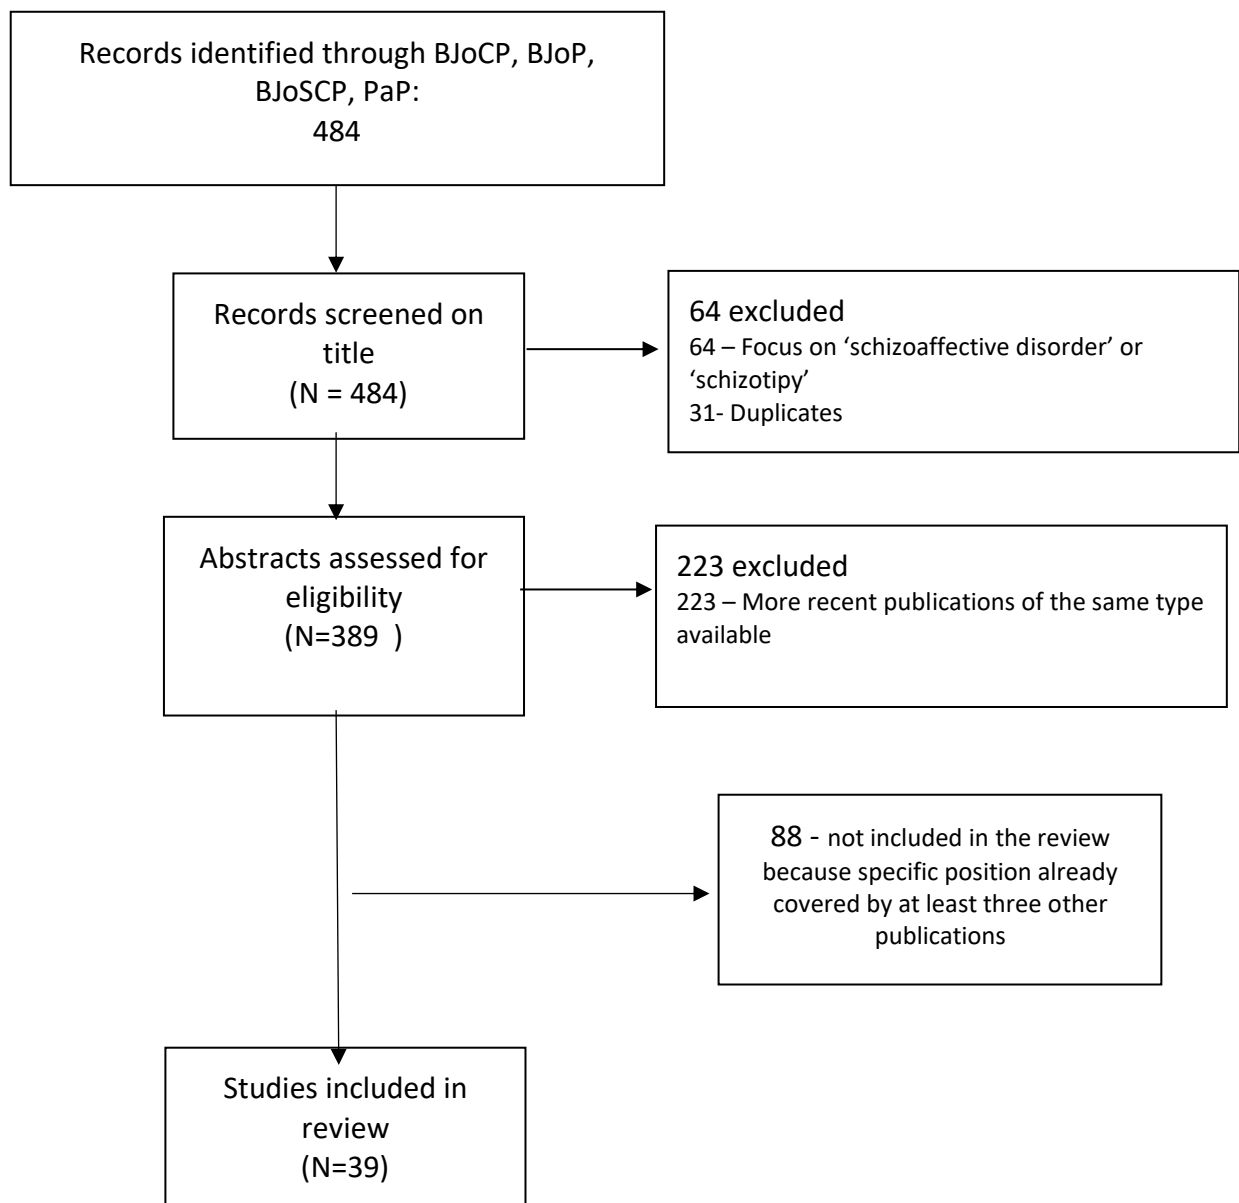 Records identified through BJoCP, BJoP,
BJoSCP, PaP:
484
Records screened on
title
(N = 484)
64 excluded
64 – Focus on ‘schizoaffective disorder’ or
‘schizotipy’
31- Duplicates
Abstracts assessed for
eligibility
(N=389  )
223 excluded
223 – More recent publications of the same type
available
88 - not included in the review
because specific position already
covered by at least three other
publications
Studies included in
review
(N=39)